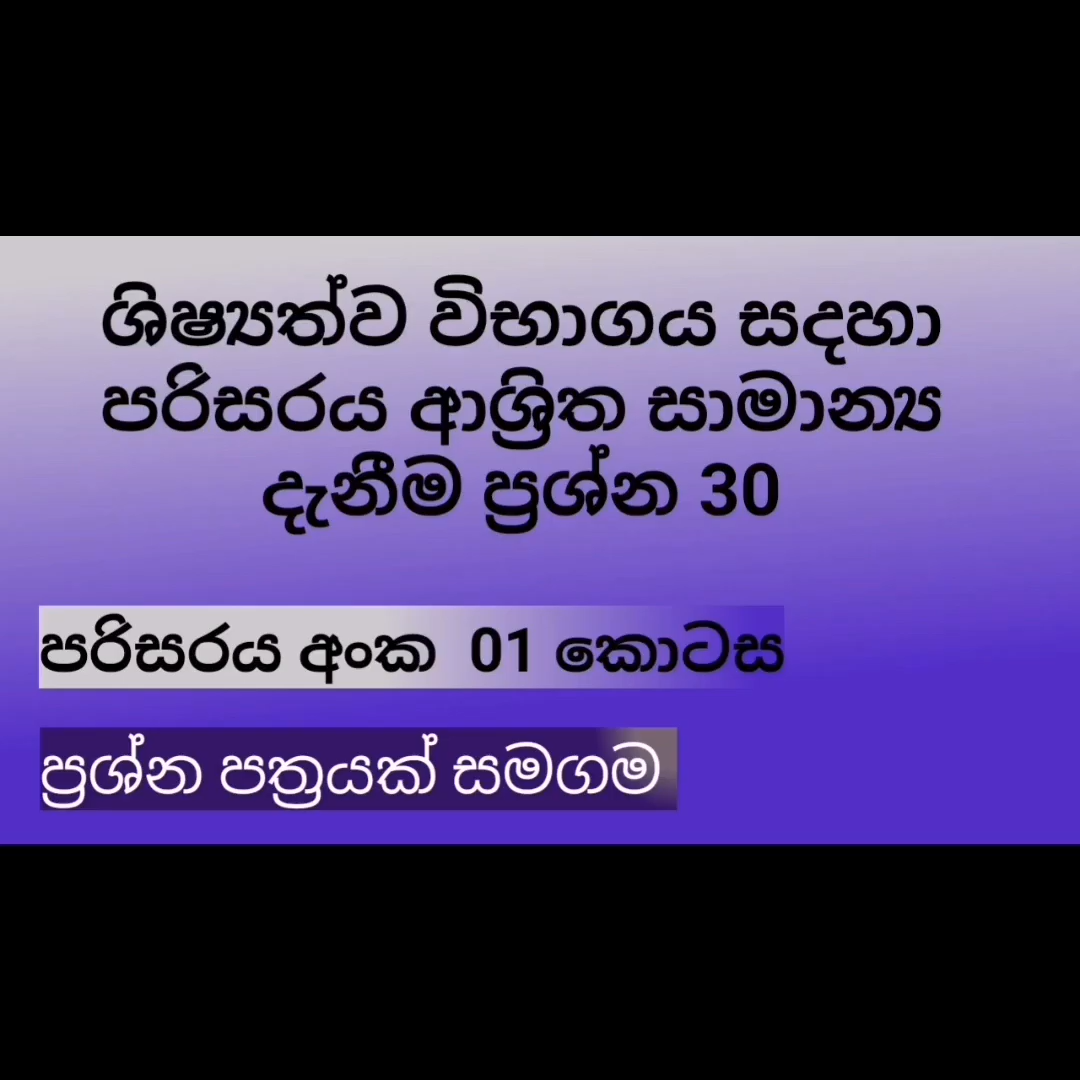 ශිෂ්‍යත්ව විභාගය සදහා
පරිසරය ආශ්‍රිත සාමාන්‍ය
දැනීම ප්‍රශ්න 30
පරිසරය අංක 01 කොටස
ප්‍රශ්න පත්‍රයක් සමගම